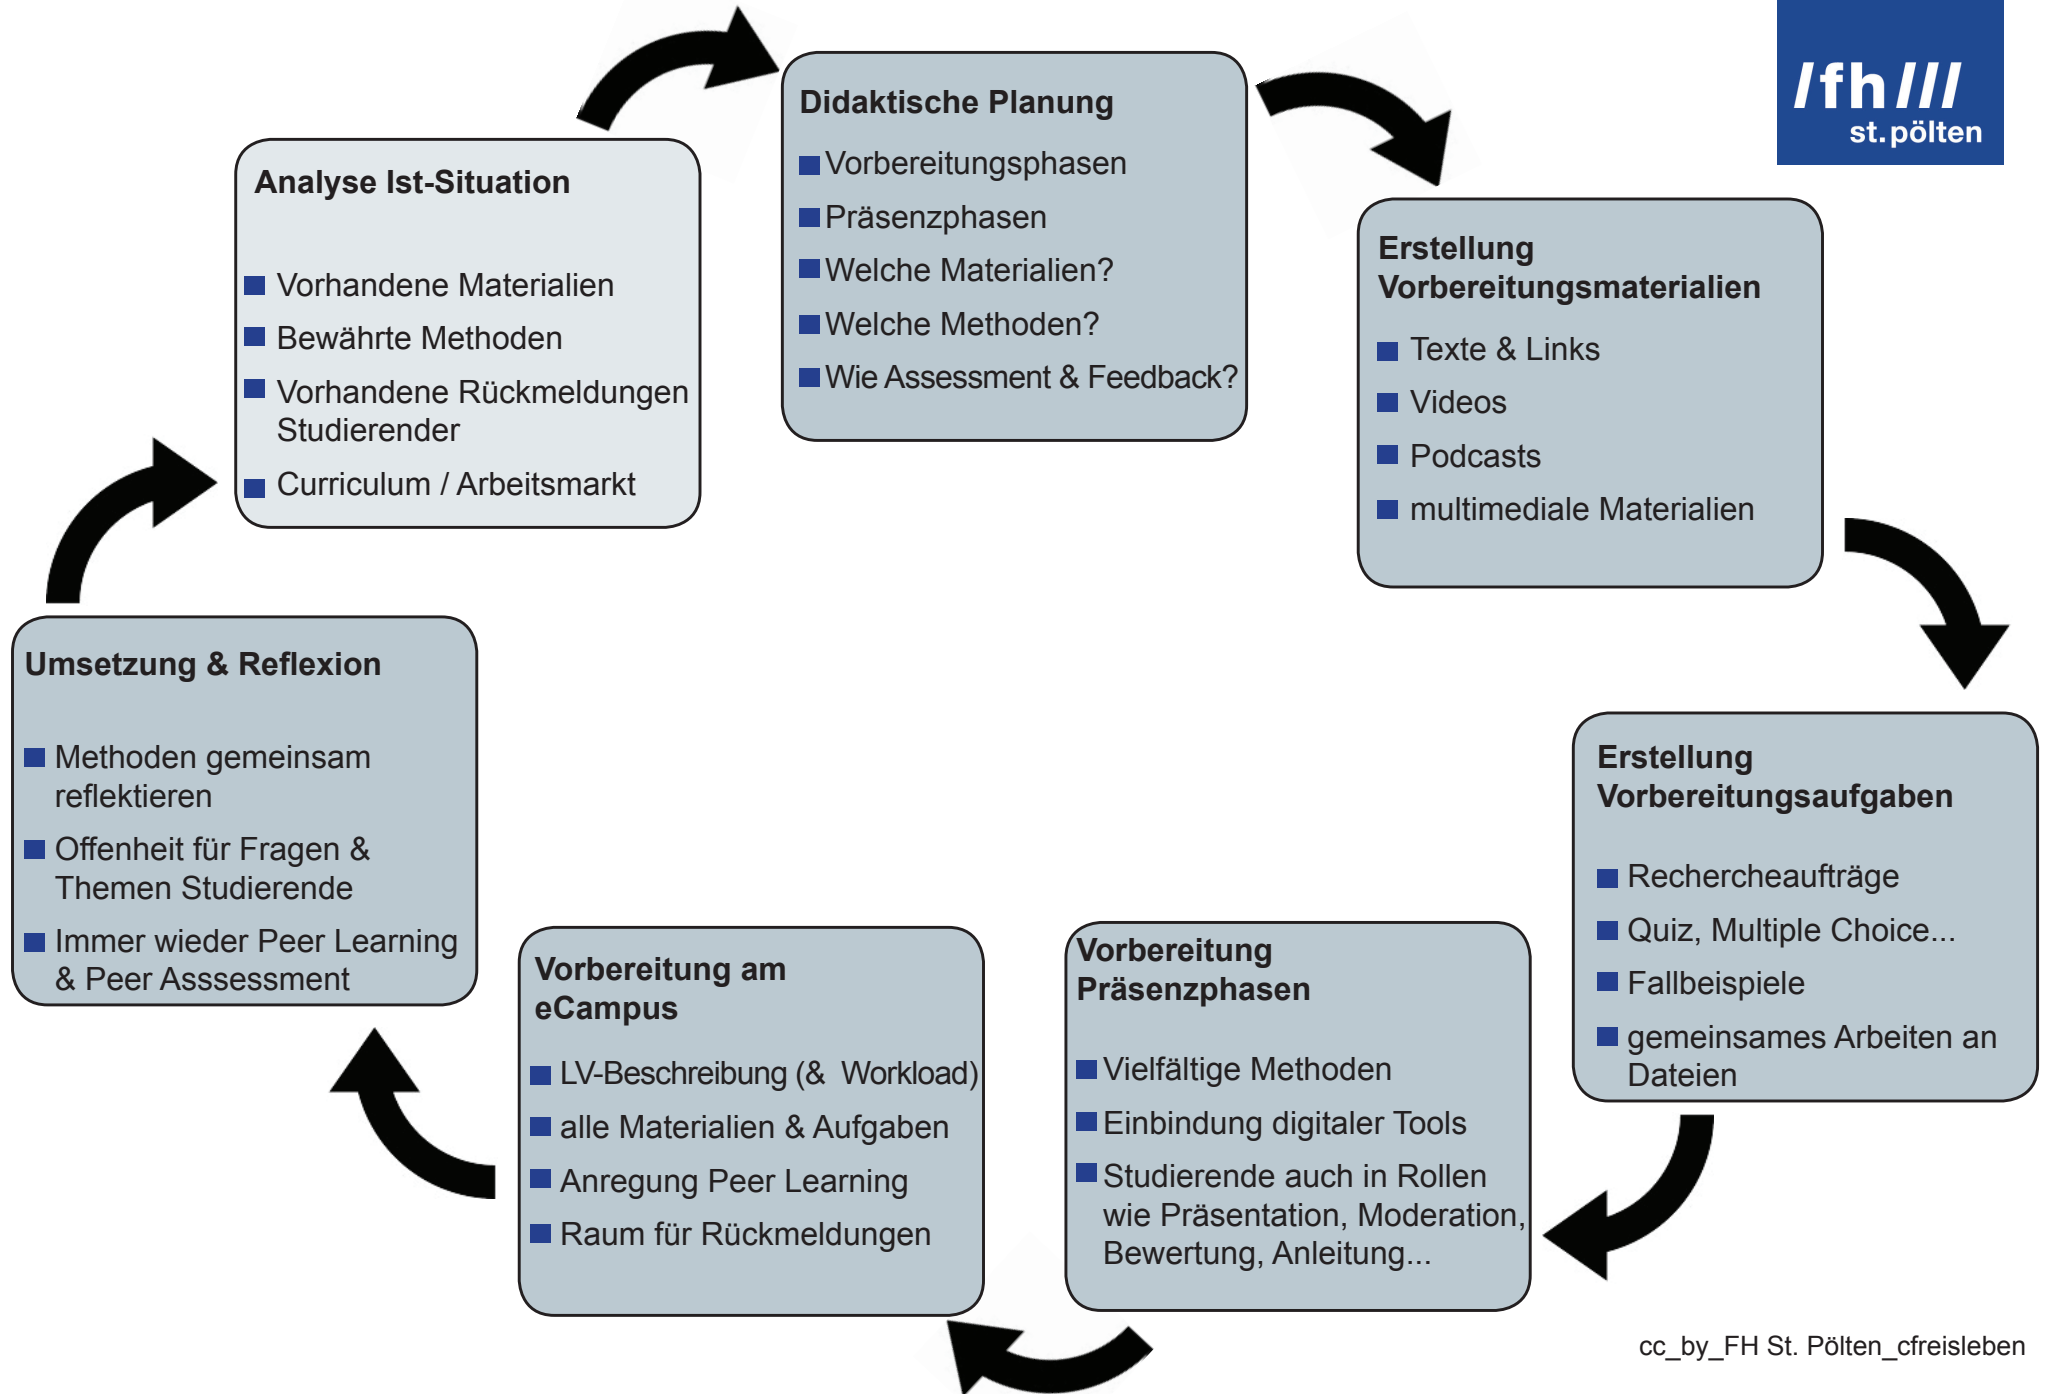 Analyse Ist-Situation
Vorhandene Materialien
Bewährte Methoden
Vorhandene Rückmeldungen
Studierender
Curriculum / Arbeitsmarkt
Didaktische Planung
Vorbereitungsphasen
Präsenzphasen
Welche Materialien?
Welche Methoden?
Wie Assessment & Feedback?
/fh///
st.pölten
Erstellung
Vorbereitungsmaterialien
Texte & Links
Videos
Podcasts
multimediale Materialien
Erstellung
Vorbereitungsaufgaben
Rechercheaufträge
Quiz, Multiple Choice...
Fallbeispiele
gemeinsames Arbeiten an
Dateien
Vorbereitung
Präsenzphasen
Vielfältige Methoden
Einbindung digitaler Tools
Studierende auch in Rollen
wie Präsentation, Moderation,
Bewertung, Anleitung...
Vorbereitung am
eCampus
LV-Beschreibung (& Workload)
alle Materialien & Aufgaben
Anregung Peer Learning
Raum für Rückmeldungen
Umsetzung & Reflexion
Methoden gemeinsam
reflektieren
Offenheit für Fragen &
Themen Studierende
Immer wieder Peer Learning
& Peer Asssessment
cc_by_FH St. Pölten_cfreisleben